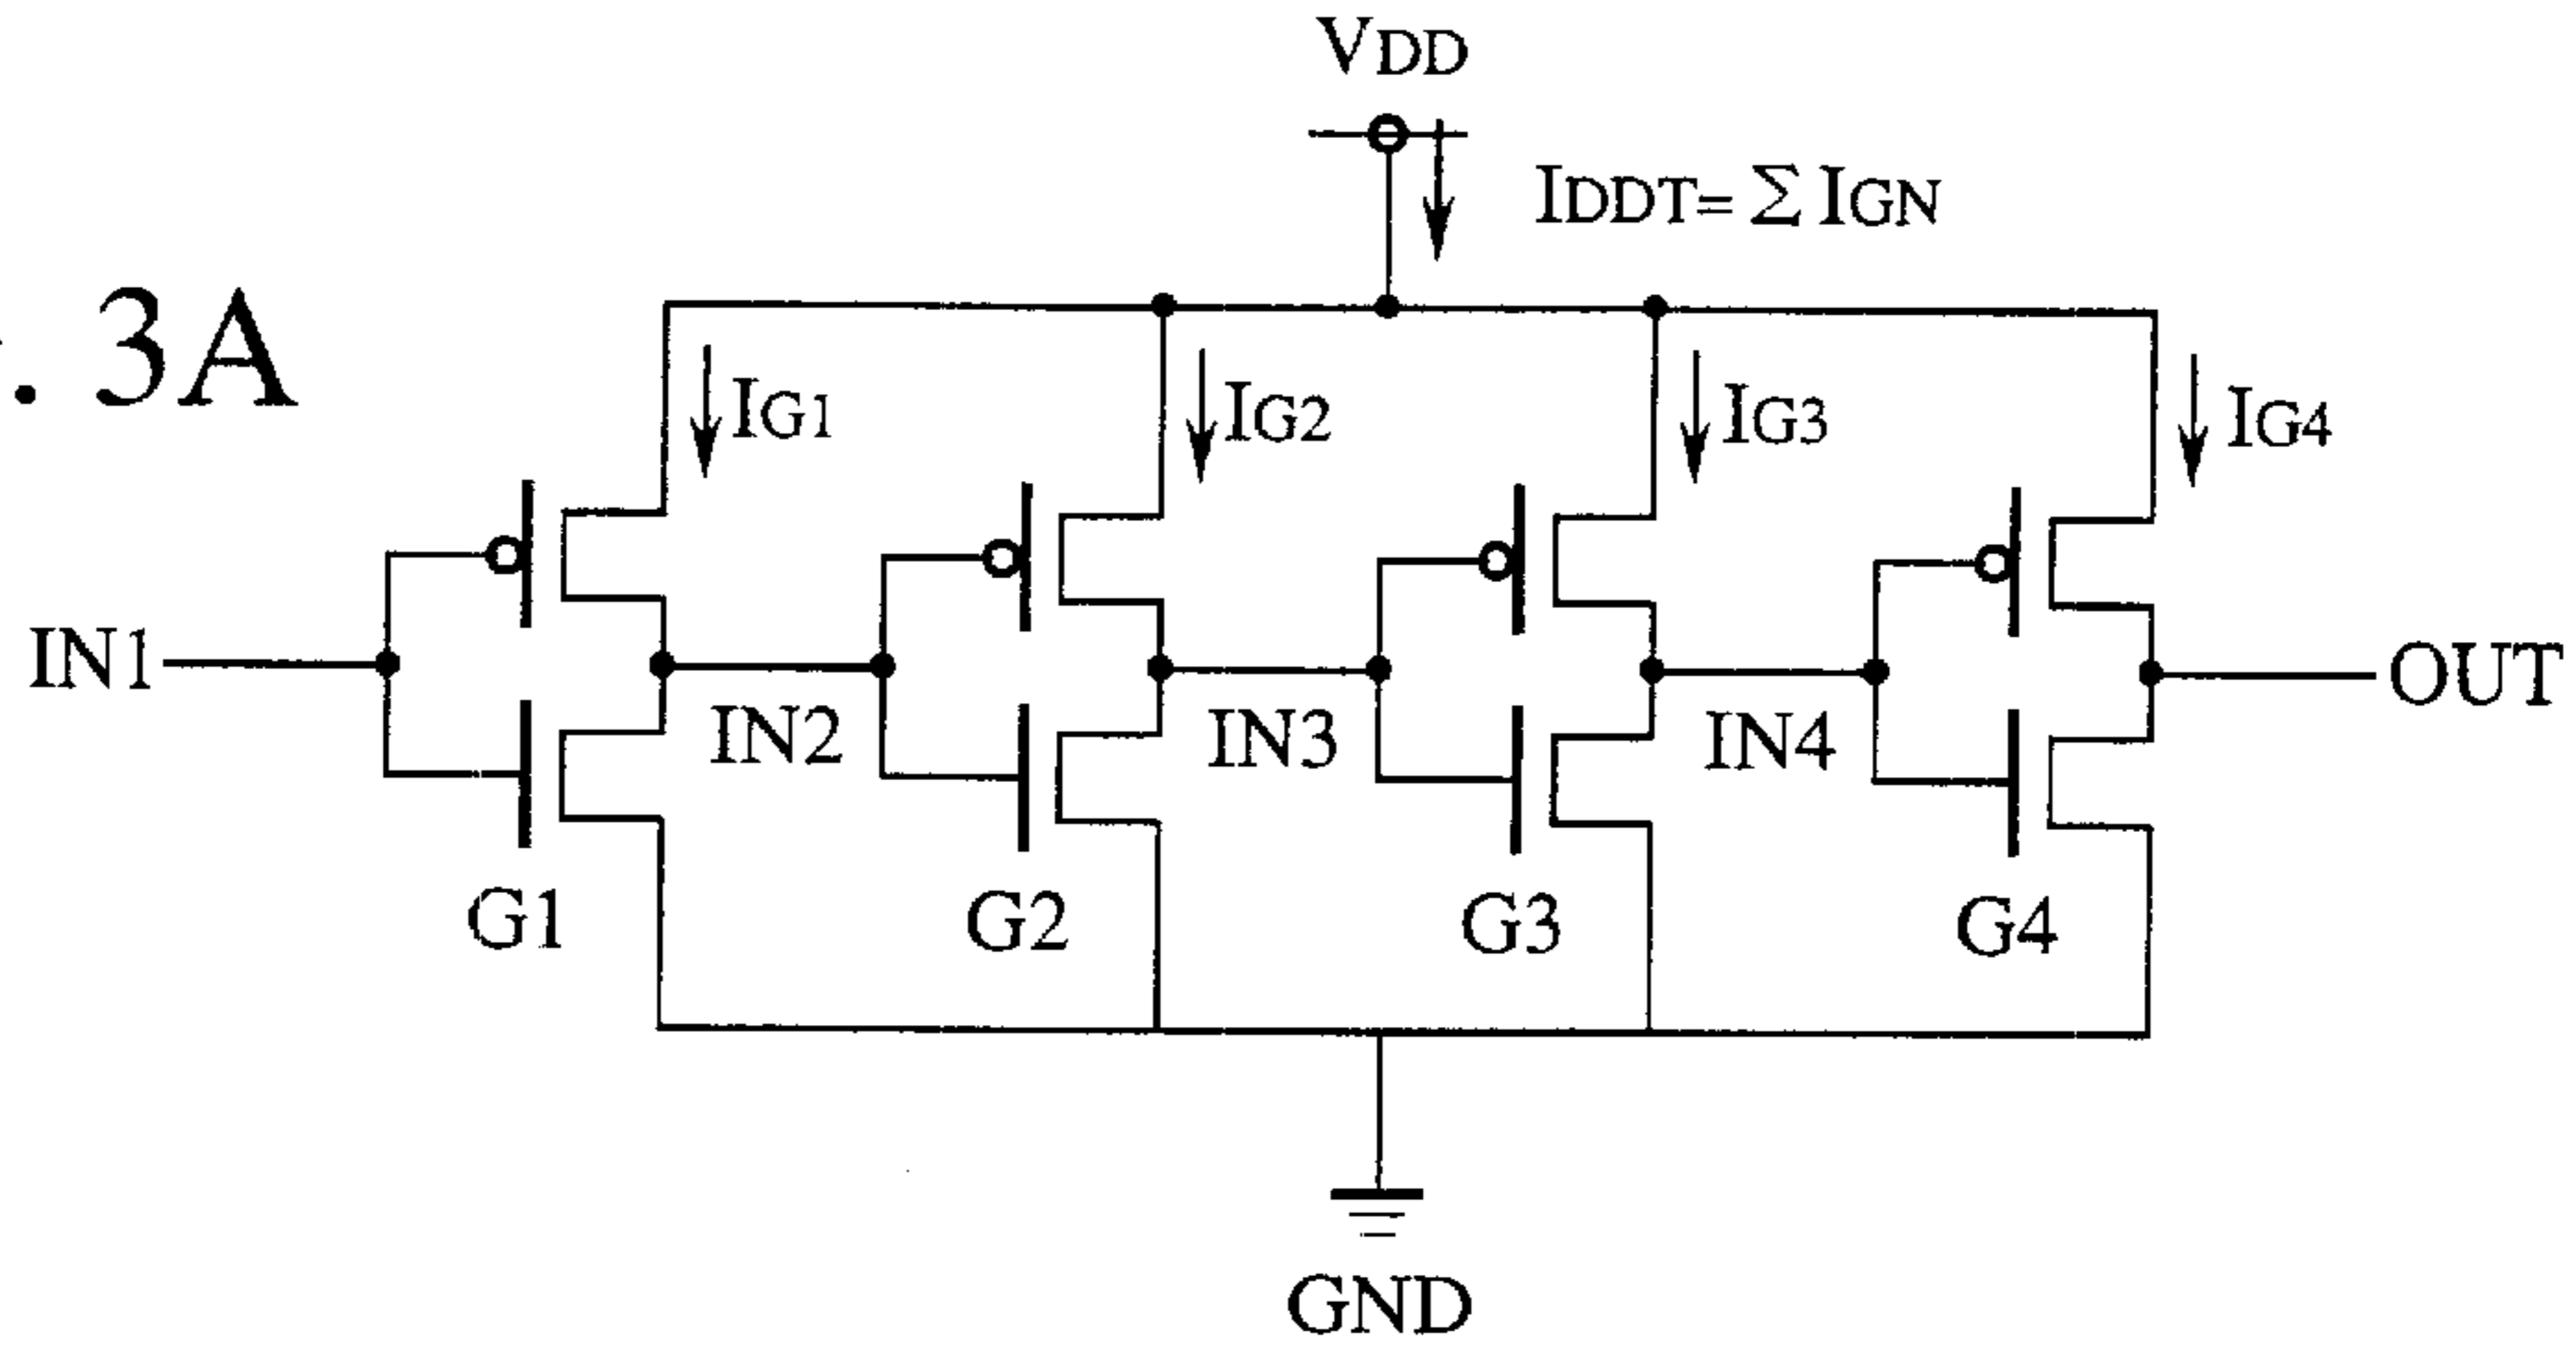 VDD
IDDT= Σ IGN
. 3A
IG1
IG2
IG3
IG4
IN1
IN2
IN3
IN4
OUT
G1
G2
G3
G4
GND